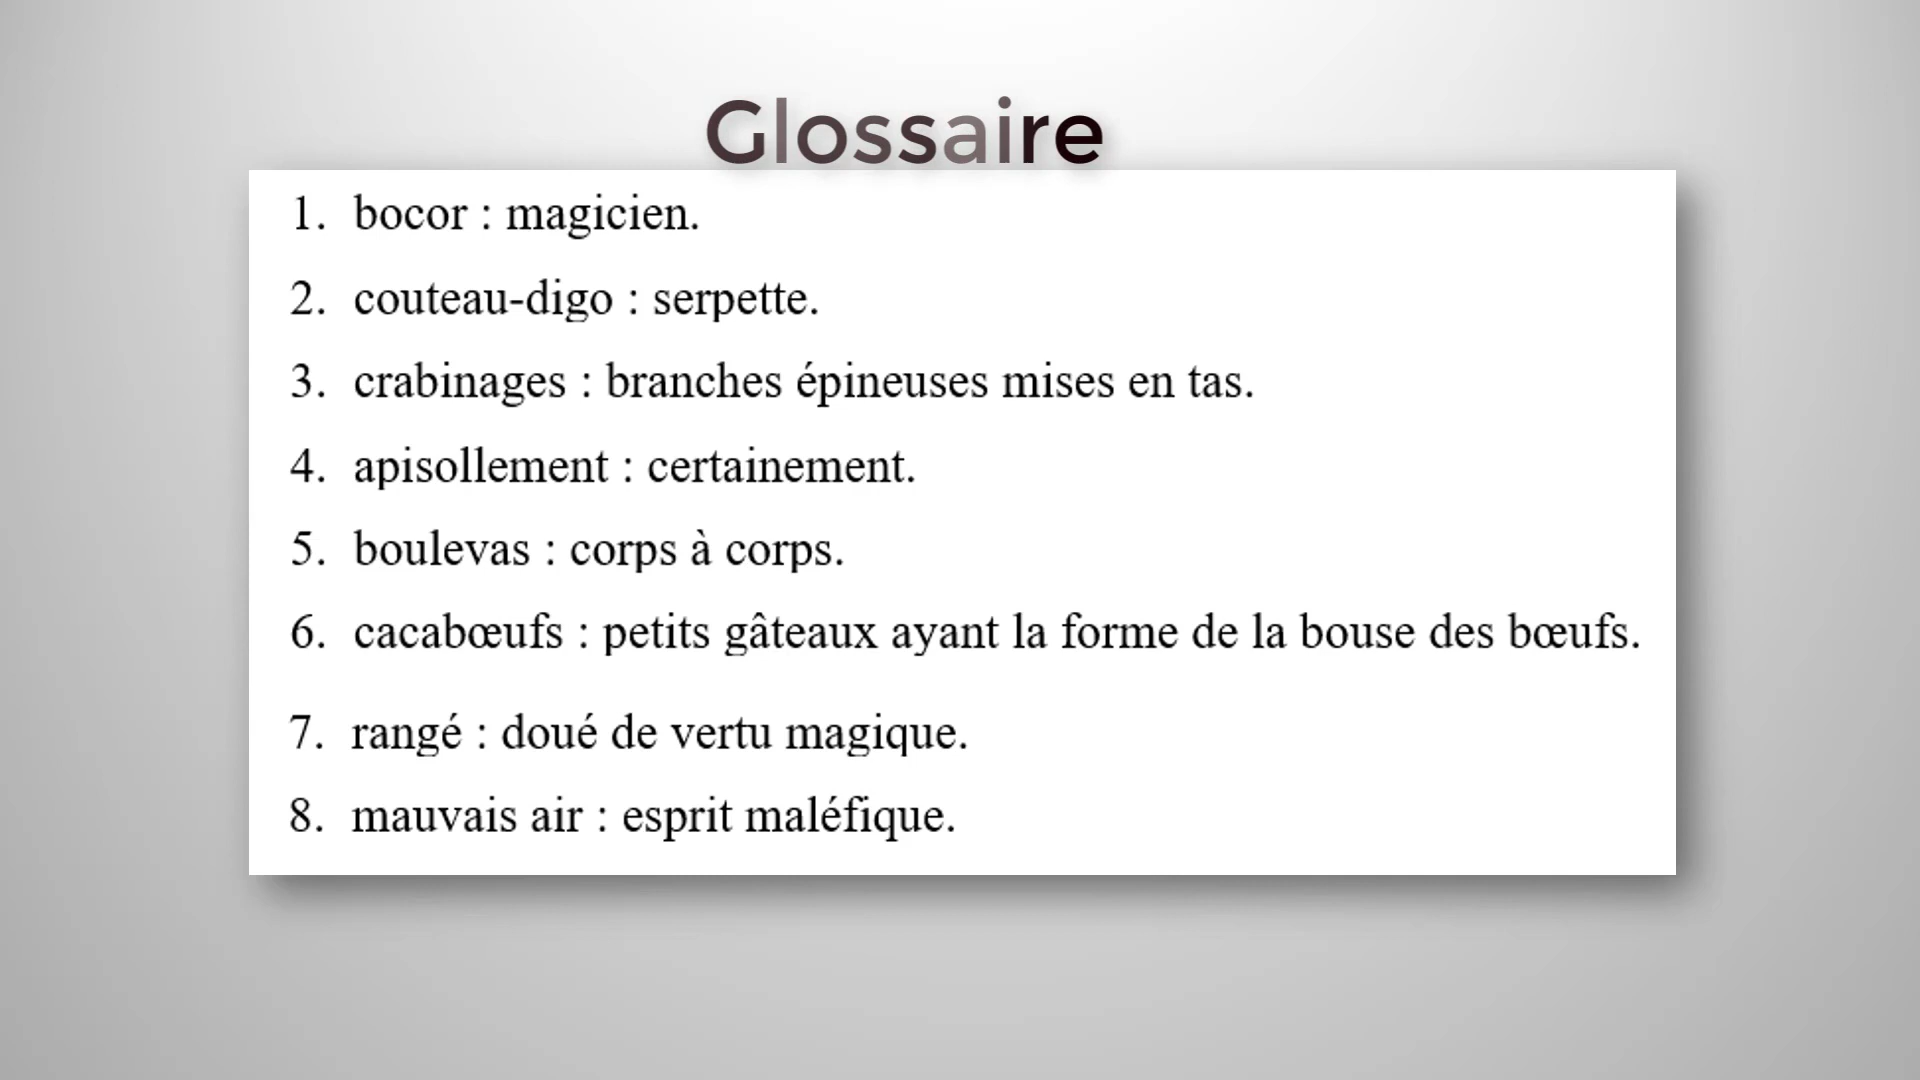 Glossaire
1. bocor : magicien.
2. couteau-digo : serpette.
3. crabinages : branches épineuses mises en tas.
4. apisollement : certainement.
5. boulevas : corps à corps.
6. cacabœufs : petits gâteaux ayant la forme de la bouse des bœufs.
7. rangé : doué de vertu magique.
8. mauvais air : esprit maléfique.